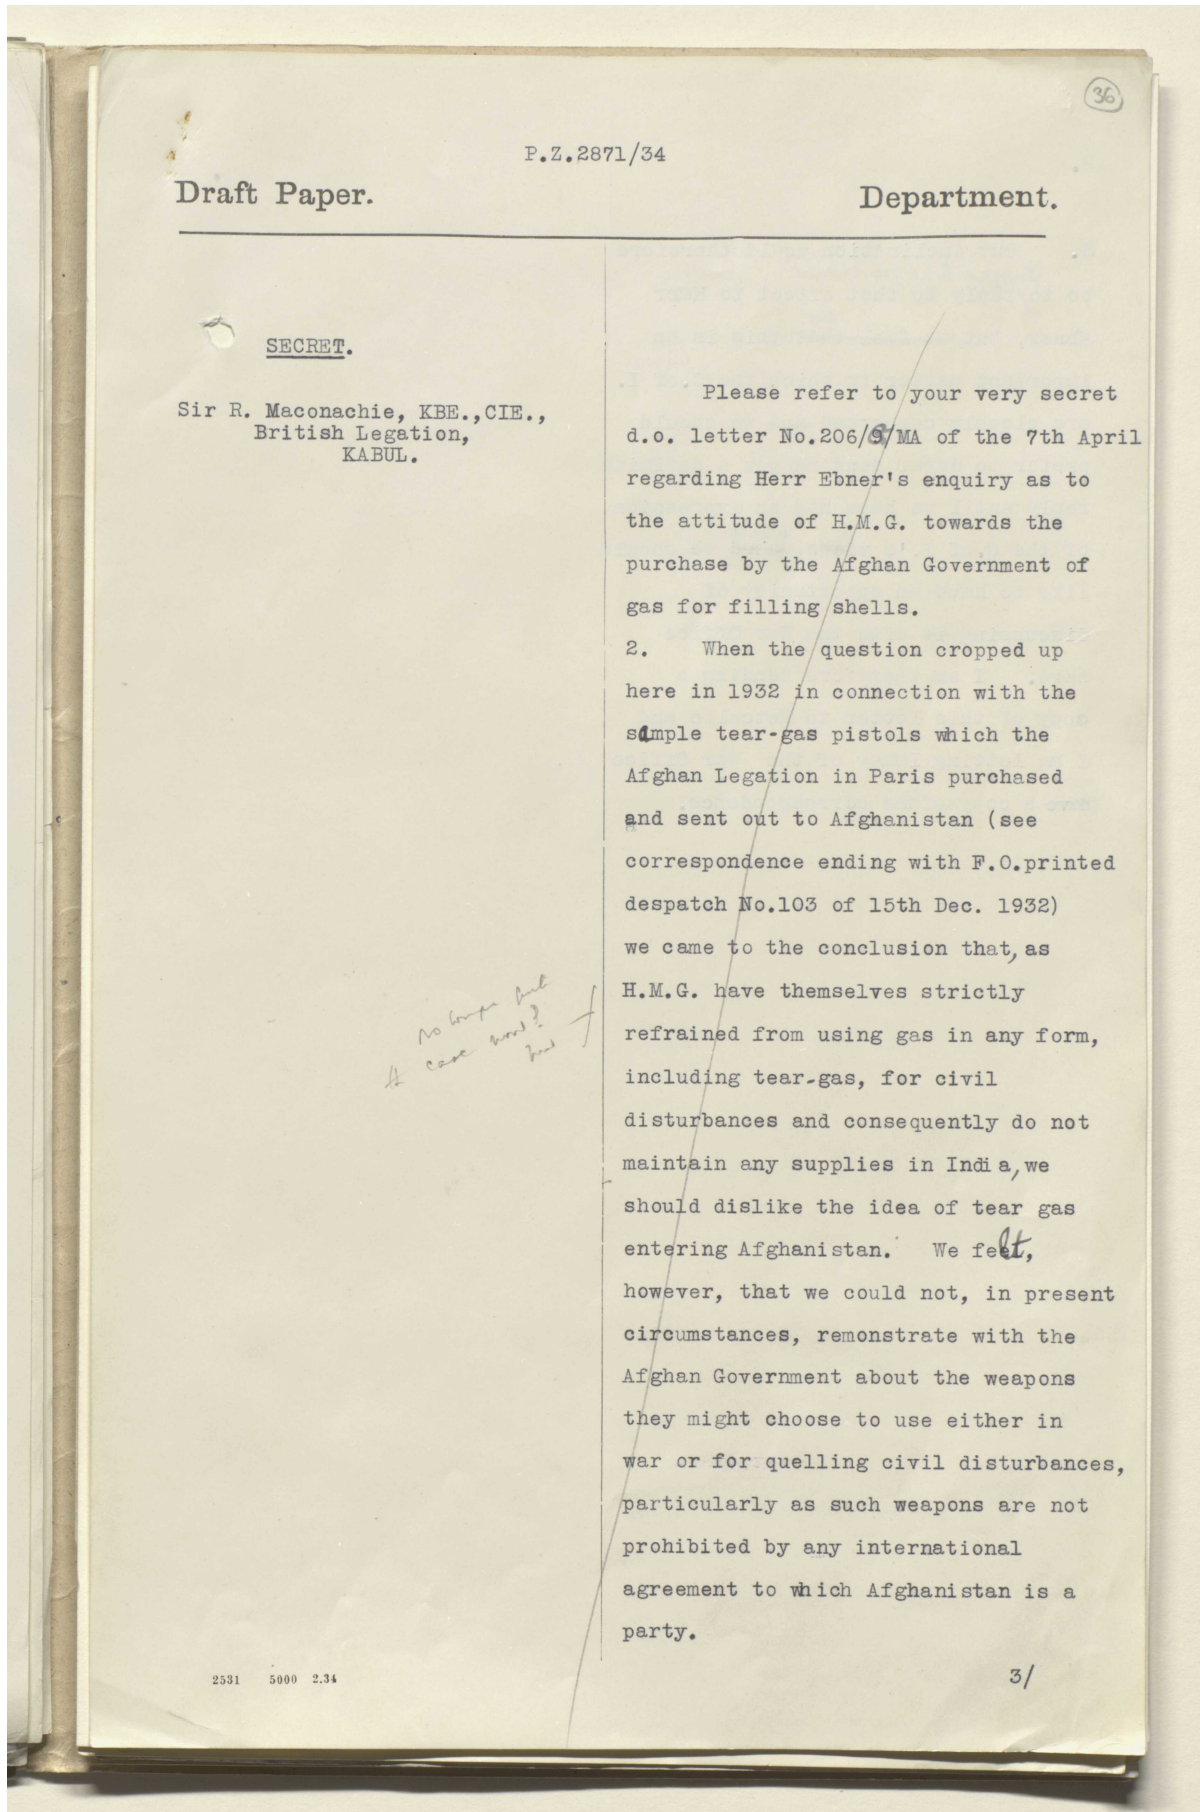 36
P.Z.2871/34
Draft Paper. Department.
SECRET.
Sir R. Maconachie, KBE.,CIE.,
British Legation,
KABUL.
Please refer to your very secret
d.o. letter No.206/6/MA of the 7th April
regarding Herr Ebner's enquiry as to
the attitude of H.M.G. towards the
purchase by the Afghan Government of
gas for filling shells.
2. When the question cropped up
here in 1932 in connection with the
simple tear-gas pistols which the
Afghan Legation in Paris purchased
and sent out to Afghanistan (see
correspondence ending with F.O.printed
despatch No.103 of 15th Dec. 1932)
we came to the conclusion that, as
H.M.G. have themselves strictly
refrained from using gas in any form,
including tear-gas, for civil
disturbances and consequently do not
maintain any supplies in India, we
should dislike the idea of tear gas
entering Afghanistan. We felt,
however, that we could not, in present
circumstances, remonstrate with the
Afghan Government about the weapons
they might choose to use either in
war or for quelling civil disturbances,
particularly as such weapons are not
prohibited by any international
agreement to which Afghanistan is a
party.
no longer
case
2531 5000 2.34
3/